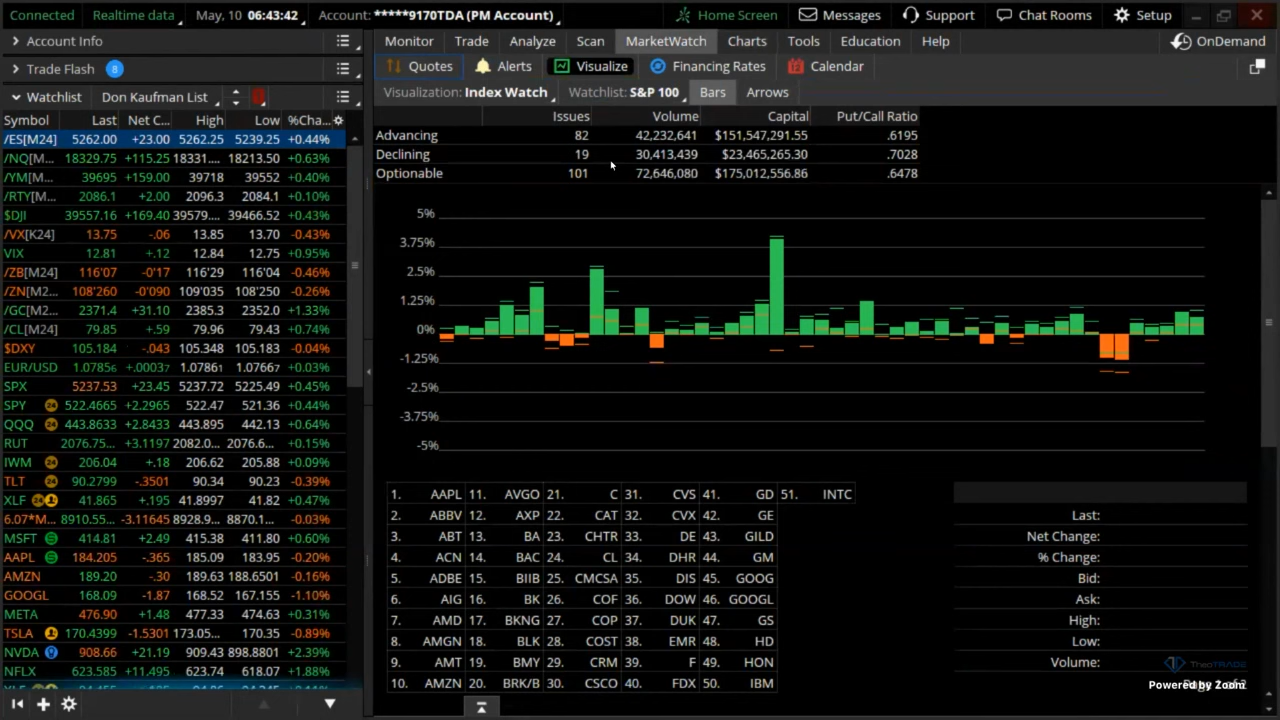 Connected Realtime data May, 10 06:43:42 Account: *****9170TDA (PM Account) Home Screen Messages Support Chat Rooms Setup
Account Info
Trade Flash 8
Watchlist Don Kaufman List
Symbol Last Net C... High Low %Cha...
/ES[M24] 5262.00 +23.00 5262.25 5239.25 +0.44%
/NQ[M... 18329.75 +115.25 18331.... 18213.50 +0.63%
/YM[M... 39695 +159.00 39718 39552 +0.40%
/RTY[M... 2086.1 +2.00 2096.3 2084.1 +0.10%
$DJI 39557.16 +169.40 39579.... 39466.52 +0.43%
/VX[K24] 13.75 -.06 13.85 13.70 -0.43%
VIX 12.81 +.12 12.84 12.75 +0.95%
/ZB[M24] 116'07 -0'17 116'29 116'04 -0.46%
/ZN[M2... 108'260 -0'090 109'035 108'250 -0.26%
/GC[M2... 2371.4 +31.10 2385.3 2352.0 +1.33%
/CL[M24] 79.85 +.59 79.96 79.43 +0.74%
$DXY 105.184 -.043 105.348 105.183 -0.04%
EUR/USD 1.07856 +.00037 1.07861 1.07667 +0.03%
SPX 5237.53 +23.45 5237.72 5225.49 +0.45%
SPY 24 522.4665 +2.2965 522.47 521.36 +0.44%
QQQ 24 443.8633 +2.8433 443.895 442.13 +0.64%
RUT 2076.75... +3.1197 2082.0... 2076.6... +0.15%
IWM 24 206.04 +.18 206.62 205.88 +0.09%
TLT 24 90.2799 -.3501 90.34 90.23 -0.39%
XLF 24 41.865 +.195 41.8997 41.82 +0.47%
6.07*M... 8910.55... -3.11645 8928.9... 8870.1... -0.03%
MSFT 414.81 +2.49 415.38 411.80 +0.60%
AAPL 184.205 -.365 185.09 183.95 -0.20%
AMZN 189.20 -.30 189.63 188.6501 -0.16%
GOOGL 168.09 -1.87 168.52 167.155 -1.10%
META 476.90 +1.48 477.33 474.63 +0.31%
TSLA 170.4399 -1.5301 173.05... 170.35 -0.89%
NVDA 908.66 +21.19 909.43 898.8801 +2.39%
NFLX 623.585 +11.495 623.74 618.07 +1.88%
Monitor Trade Analyze Scan MarketWatch Charts Tools Education Help OnDemand
Quotes Alerts Visualize Financing Rates Calendar
Visualization: Index Watch Watchlist: S&P 100 Bars Arrows
Issues Volume Capital Put/Call Ratio
Advancing 82 42,232,641 $151,547,291.55 .6195
Declining 19 30,413,439 $23,465,265.30 .7028
Optionable 101 72,646,080 $175,012,556.86 .6478
5%
3.75%
2.5%
1.25%
0%
-1.25%
-2.5%
-3.75%
-5%
1. AAPL 11. AVGO 21. C 31. CVS 41. GD 51. INTC
2. ABBV 12. AXP 22. CAT 32. CVX 42. GE
3. ABT 13. BA 23. CHTR 33. DE 43. GILD
4. ACN 14. BAC 24. CL 34. DHR 44. GM
5. ADBE 15. BIIB 25. CMCSA 35. DIS 45. GOOG
6. AIG 16. BK 26. COF 36. DOW 46. GOOGL
7. AMD 17. BKNG 27. COP 37. DUK 47. GS
8. AMGN 18. BLK 28. COST 38. EMR 48. HD
9. AMT 19. BMY 29. CRM 39. F 49. HON
10. AMZN 20. BRK/B 30. CSCO 40. FDX 50. IBM
Last:
Net Change:
% Change:
Bid:
Ask:
High:
Low:
Volume:
TheoTRADE
Powered by Zoom